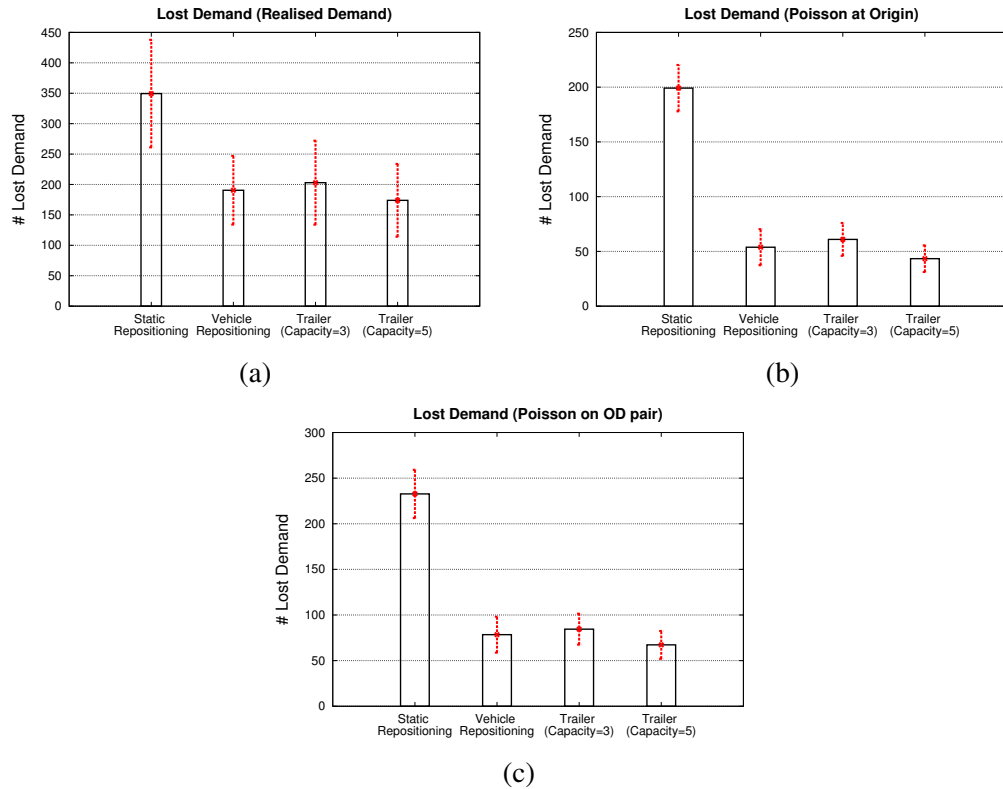 Lost Demand (Realised Demand)
450
400
350
300
250
200
150
100
50
0
# Lost Demand
Static
Repositioning
Vehicle
Repositioning
Trailer
(Capacity=3)
Trailer
(Capacity=5)
(a)
Lost Demand (Poisson at Origin)
250
200
150
100
50
0
# Lost Demand
Static
Repositioning
Vehicle
Repositioning
Trailer
(Capacity=3)
Trailer
(Capacity=5)
(b)
Lost Demand (Poisson on OD pair)
300
250
200
150
100
50
0
# Lost Demand
Static
Repositioning
Vehicle
Repositioning
Trailer
(Capacity=3)
Trailer
(Capacity=5)
(c)